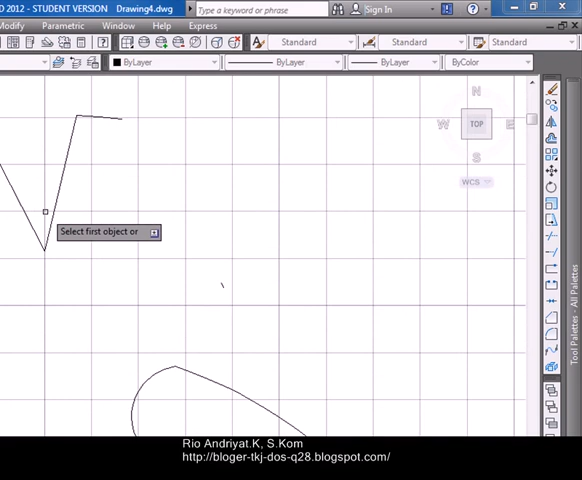 D 2012 - STUDENT VERSION Drawing4.dwg Type a keyword or phrase Sign In
Modify Parametric Window Help Express
Standard Standard Standard
ByLayer ByLayer ByLayer ByColor
N
W TOP E
S
WCS
Select first object or
Tool Palettes - All Palettes
Rio Andriyat.K, S.Kom
http://bloger-tkj-dos-q28.blogspot.com/